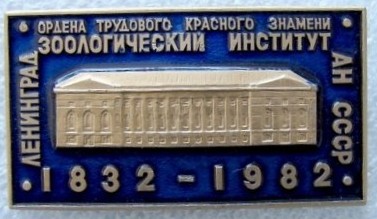 ОРДЕНА ТРУДОВОГО КРАСНОГО ЗНАМЕНИ
ЗООЛОГИЧЕСКИЙ ИНСТИТУТ
ЛЕНИНГРАД
АН СССР
1832-1982